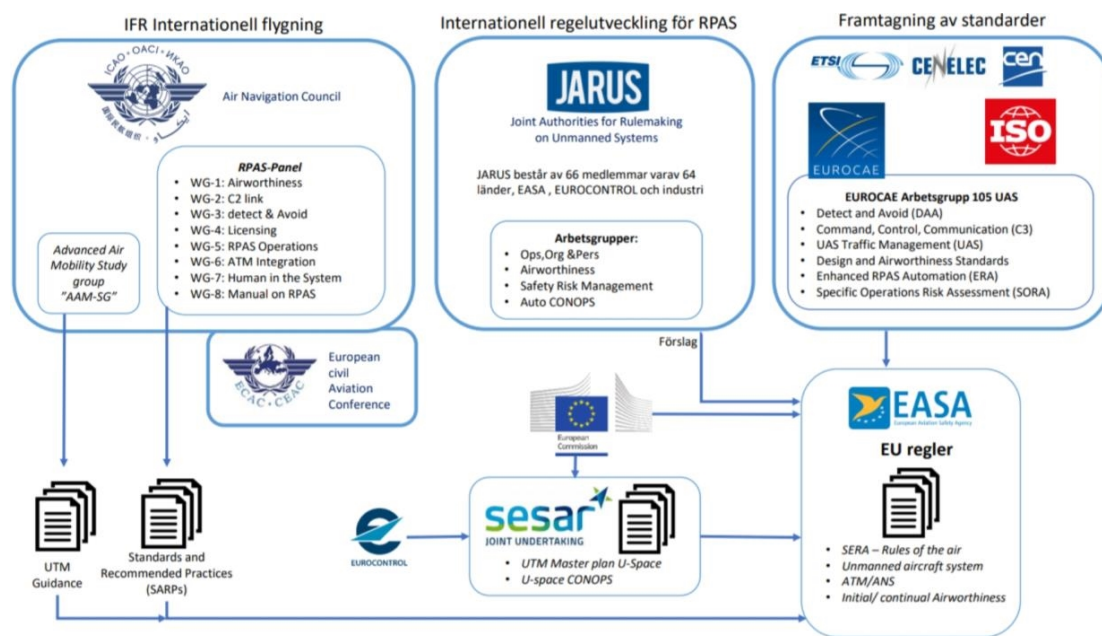 IFR Internationell flygning
ICAO · OACI · ИКАО
Air Navigation Council
RPAS-Panel
• WG-1: Airworthiness
• WG-2: C2 link
• WG-3: detect & Avoid
• WG-4: Licensing
• WG-5: RPAS Operations
• WG-6: ATM Integration
• WG-7: Human in the System
• WG-8: Manual on RPAS
Advanced Air
Mobility Study
group
"AAM-SG"
ECAC · CEAC
European
civil
Aviation
Conference
UTM
Guidance
Standards and
Recommended Practices
(SARPs)
Internationell regelutveckling för RPAS
JARUS
Joint Authorities for Rulemaking
on Unmanned Systems
JARUS består av 66 medlemmar varav 64
länder, EASA , EUROCONTROL och industri
Arbetsgrupper:
• Ops,Org &Pers
• Airworthiness
• Safety Risk Management
• Auto CONOPS
Förslag
European
Commission
EUROCONTROL
sesar
JOINT UNDERTAKING
• UTM Master plan U-Space
• U-space CONOPS
Framtagning av standarder
ETSI
CENELEC
cen
EUROCAE
ISO
EUROCAE Arbetsgrupp 105 UAS
• Detect and Avoid (DAA)
• Command, Control, Communication (C3)
• UAS Traffic Management (UAS)
• Design and Airworthiness Standards
• Enhanced RPAS Automation (ERA)
• Specific Operations Risk Assessment (SORA)
EASA
European Aviation Safety Agency
EU regler
• SERA – Rules of the air
• Unmanned aircraft system
• ATM/ANS
• Initial/ continual Airworthiness